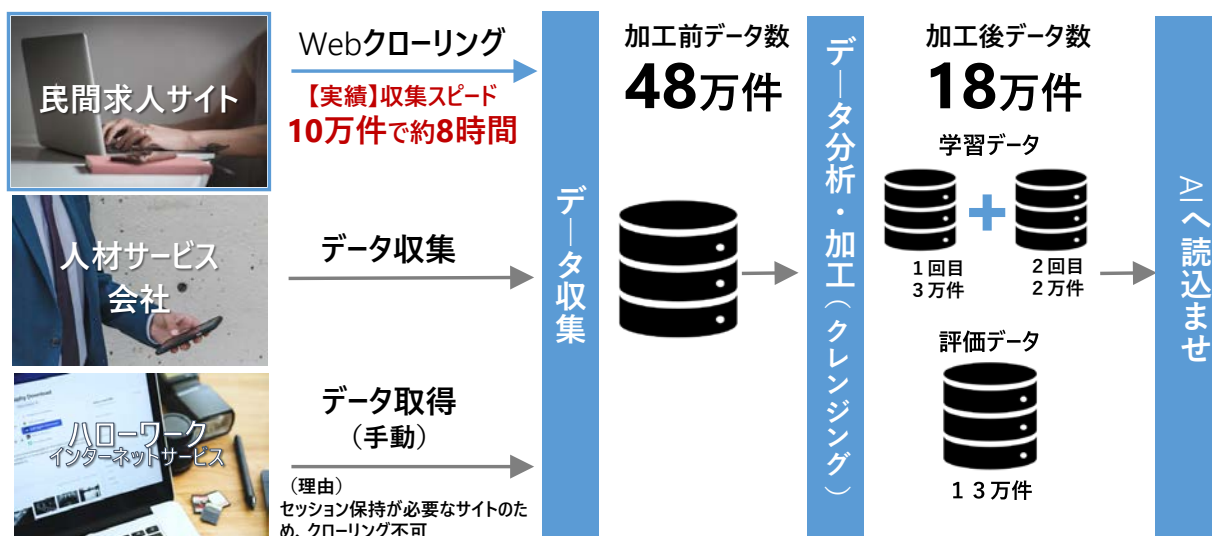 民間求人サイト
Webクローリング
【実績】収集スピード
10万件で約8時間
人材サービス
会社
データ収集
ハローワーク
インターネットサービス
データ取得
（手動）
（理由）
セッション保持が必要なサイトのた
め、クローリング不可
データ収集
加工前データ数
48万件
データ分析・加工（クレンジング）
加工後データ数
18万件
学習データ
＋
１回目
３万件
２回目
２万件
評価データ
１３万件
AIへ読込ませ